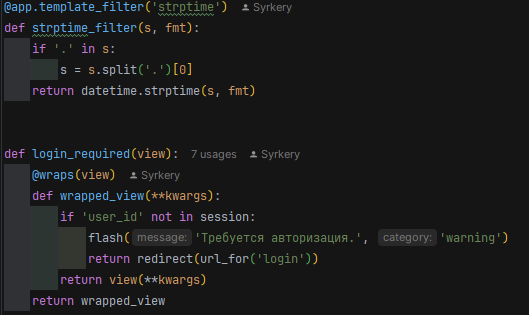 @app.template_filter('strptime') Syrkery
def strptime_filter(s, fmt):
    if '.' in s:
        s = s.split('.')[0]
    return datetime.strptime(s, fmt)
def login_required(view): 7 usages Syrkery
    @wraps(view) Syrkery
    def wrapped_view(**kwargs):
        if 'user_id' not in session:
            flash( message: 'Требуется авторизация.', category: 'warning')
            return redirect(url_for('login'))
        return view(**kwargs)
    return wrapped_view